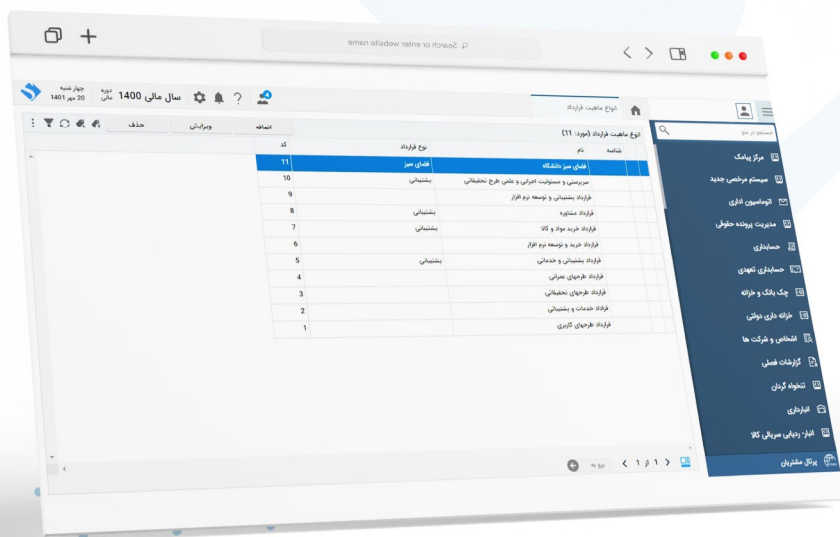 Search or enter website name
انواع ماهیت قرارداد
4
?
سال مالی 1400
دوره مالی
چهار شنبه
20 مهر 1401
جستجو در منو
مرکز پیامک
سیستم مرخصی جدید
اتوماسیون اداری
مدیریت پرونده حقوقی
حسابداری
حسابداری تعهدی
چک بانک و خزانه
خزانه داری دولتی
اشخاص و شرکت ها
گزارشات فصلی
تنخواه گردان
انبارداری
انبار- ردیابی سریالی کالا
پرتال مشتریان
انواع ماهیت قرارداد (مورد: 11)
اضافه ویرایش حذف
شناسه نام نوع قرارداد کد
فضای سبز دانشگاه فضای سبز 11
سرپرستی و مسئولیت اجرایی و علمی طرح تحقیقاتی پشتیبانی 10
قرارداد پشتیبانی و توسعه نرم افزار 9
قرارداد مشاوره پشتیبانی 8
قرارداد خرید مواد و کالا پشتیبانی 7
قرارداد خرید و توسعه نرم افزار 6
قرارداد پشتیبانی و خدماتی پشتیبانی 5
قرارداد طرحهای عمرانی 4
قرارداد طرحهای تحقیقاتی 3
قراداد خدمات و پشتیبانی 2
قرارداد طرحهای کاربری 1
1 از 1
برو به